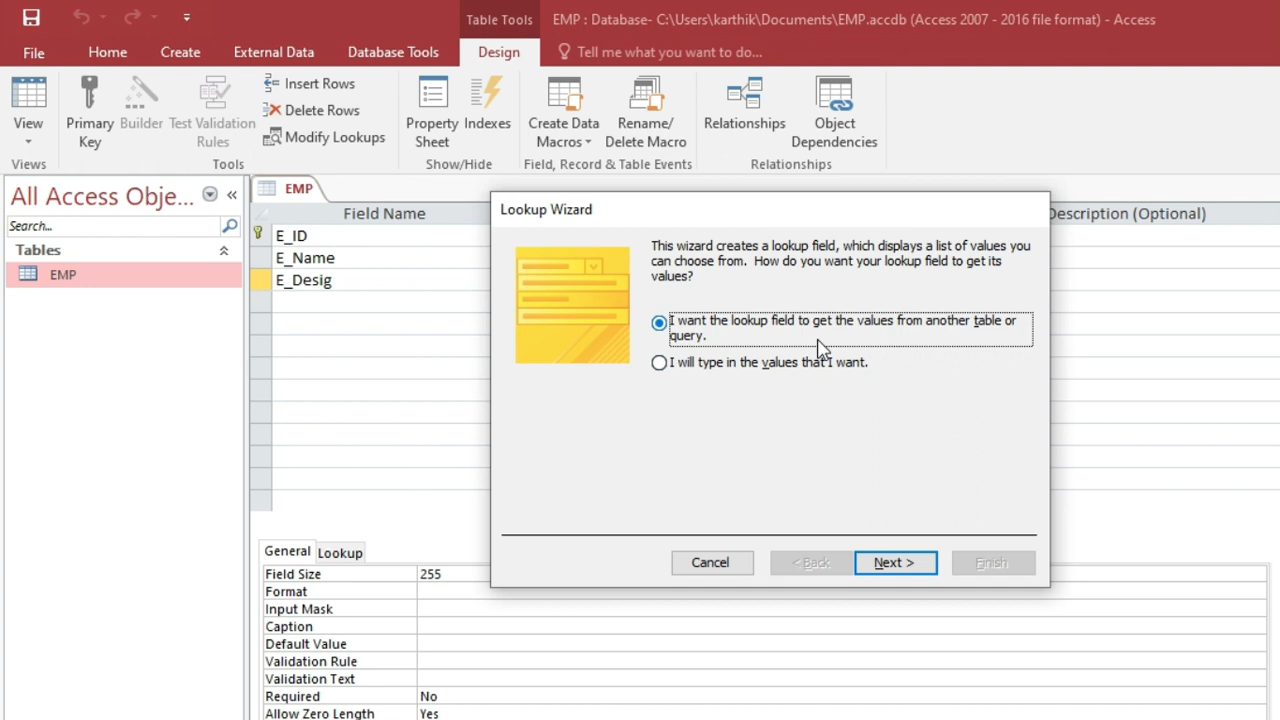 Table Tools
EMP : Database- C:\Users\karthik\Documents\EMP.accdb (Access 2007 - 2016 file format) - Access
File
Home
Create
External Data
Database Tools
Design
Tell me what you want to do...
View
Primary
Key
Builder
Test Validation
Rules
Insert Rows
Delete Rows
Modify Lookups
Property
Sheet
Indexes
Create Data
Macros
Rename/
Delete Macro
Relationships
Object
Dependencies
Views
Tools
Show/Hide
Field, Record & Table Events
Relationships
All Access Obje...
Search...
Tables
EMP
EMP
Field Name
Description (Optional)
E_ID
E_Name
E_Desig
Lookup Wizard
This wizard creates a lookup field, which displays a list of values you
can choose from. How do you want your lookup field to get its
values?
I want the lookup field to get the values from another table or
query.
I will type in the values that I want.
Cancel
< Back
Next >
Finish
General
Lookup
Field Size 255
Format
Input Mask
Caption
Default Value
Validation Rule
Validation Text
Required No
Allow Zero Length Yes